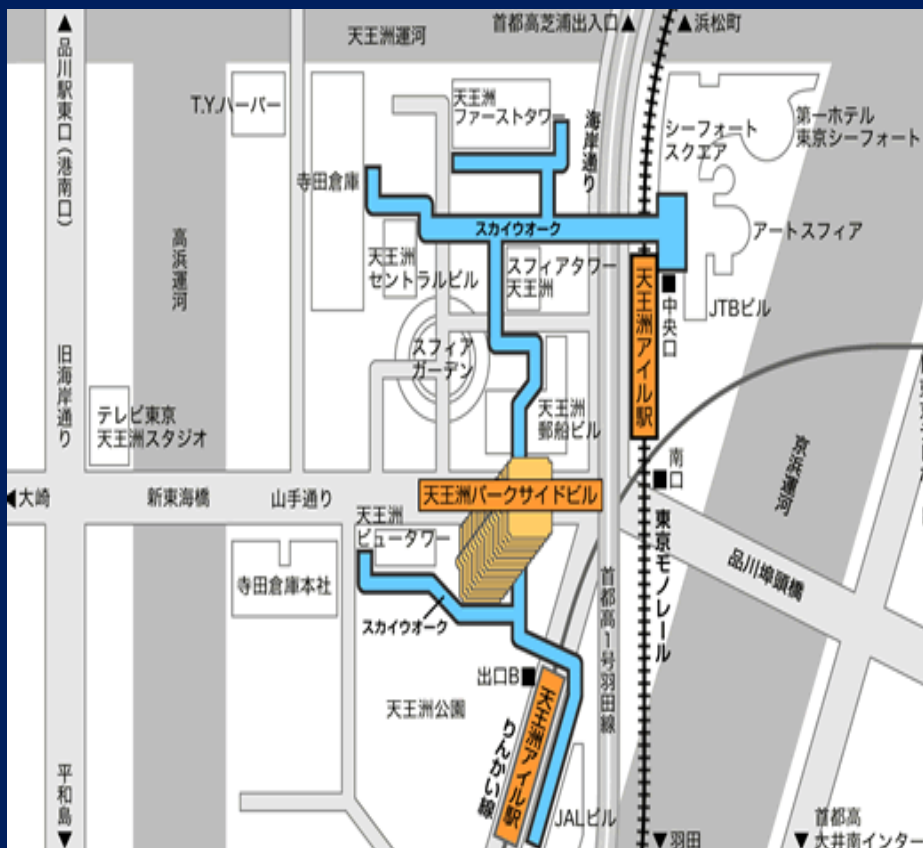 ▲品川駅東口(港南口)
天王洲運河
首都高芝浦出入口▲
▲浜松町
T.Y.ハーバー
天王洲
ファーストタワー
海岸通り
シーフォート
スクエア
第一ホテル
東京シーフォート
寺田倉庫
スカイウオーク
アートスフィア
高浜運河
天王洲
セントラルビル
スフィアタワー
天王洲
天王洲アイル駅
中央口
JTBビル
旧海岸通り
スフィア
ガーデン
テレビ東京
天王洲スタジオ
天王洲
郵船ビル
京浜運河
南口
◀大崎
新東海橋
山手通り
天王洲パークサイドビル
天王洲
ビュータワー
東京モノレール
品川埠頭橋
寺田倉庫本社
スカイウオーク
首都高1号羽田線
出口B
天王洲公園
天王洲アイル駅
りんかい線
平和島▼
JALビル
▼羽田
首都高
▼大井南インター